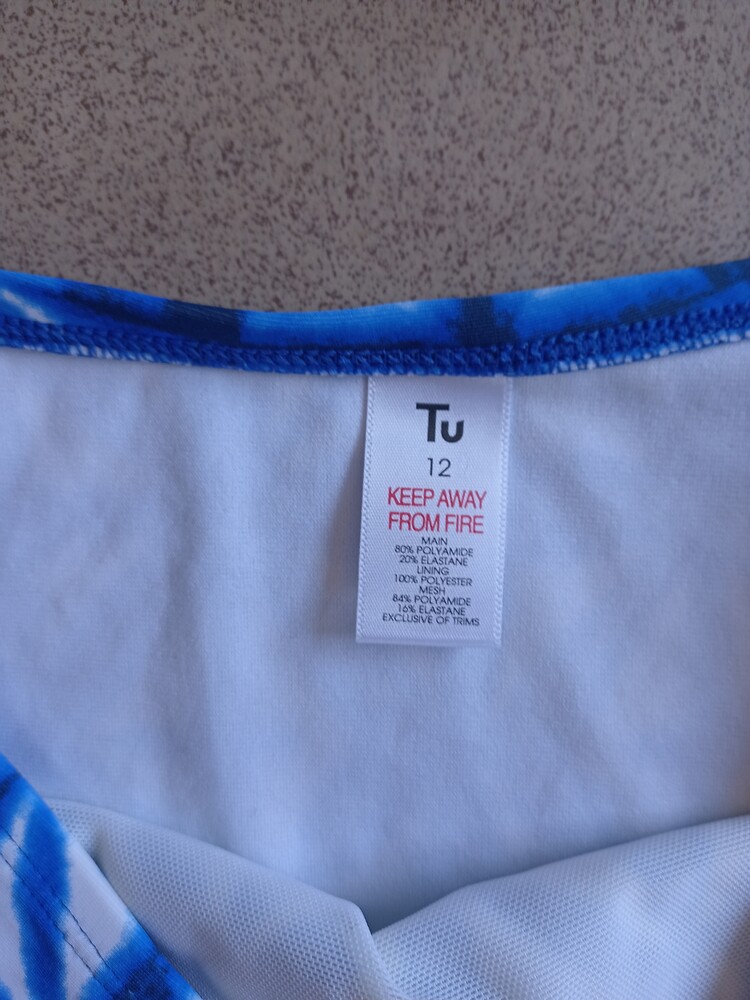 Tu
12
KEEP AWAY
FROM FIRE
MAIN
80% POLYAMIDE
20% ELASTANE
LINING
100% POLYESTER
MESH
84% POLYAMIDE
16% ELASTANE
EXCLUSIVE OF TRIMS